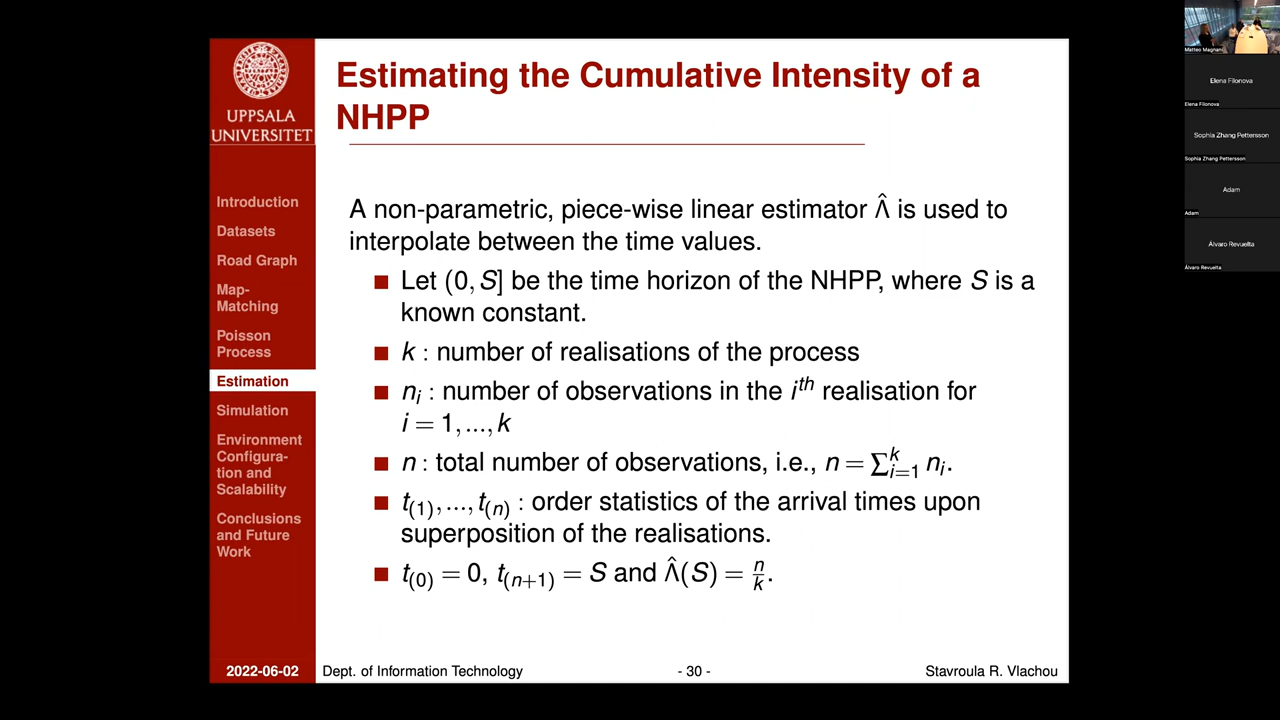 UPPSALA
UNIVERSITET
Introduction
Datasets
Road Graph
Map-
Matching
Poisson
Process
Estimation
Simulation
Environment
Configura-
tion and
Scalability
Conclusions
and Future
Work
2022-06-02
Estimating the Cumulative Intensity of a
NHPP
A non-parametric, piece-wise linear estimator Λ̂ is used to
interpolate between the time values.
■ Let (0, S] be the time horizon of the NHPP, where S is a
known constant.
■ k : number of realisations of the process
■ n_i : number of observations in the i^{th} realisation for
i = 1, ..., k
■ n : total number of observations, i.e., n = ∑_{i=1}^{k} n_i.
■ t_{(1)}, ..., t_{(n)} : order statistics of the arrival times upon
superposition of the realisations.
■ t_{(0)} = 0, t_{(n+1)} = S and Λ̂(S) = n/k.
Dept. of Information Technology
- 30 -
Stavroula R. Vlachou
Matteo Magnani
Elena Filonova
Elena Filonova
Sophia Zhang Pettersson
Sophia Zhang Pettersson
Adam
Adam
Álvaro Revuelta
Álvaro Revuelta